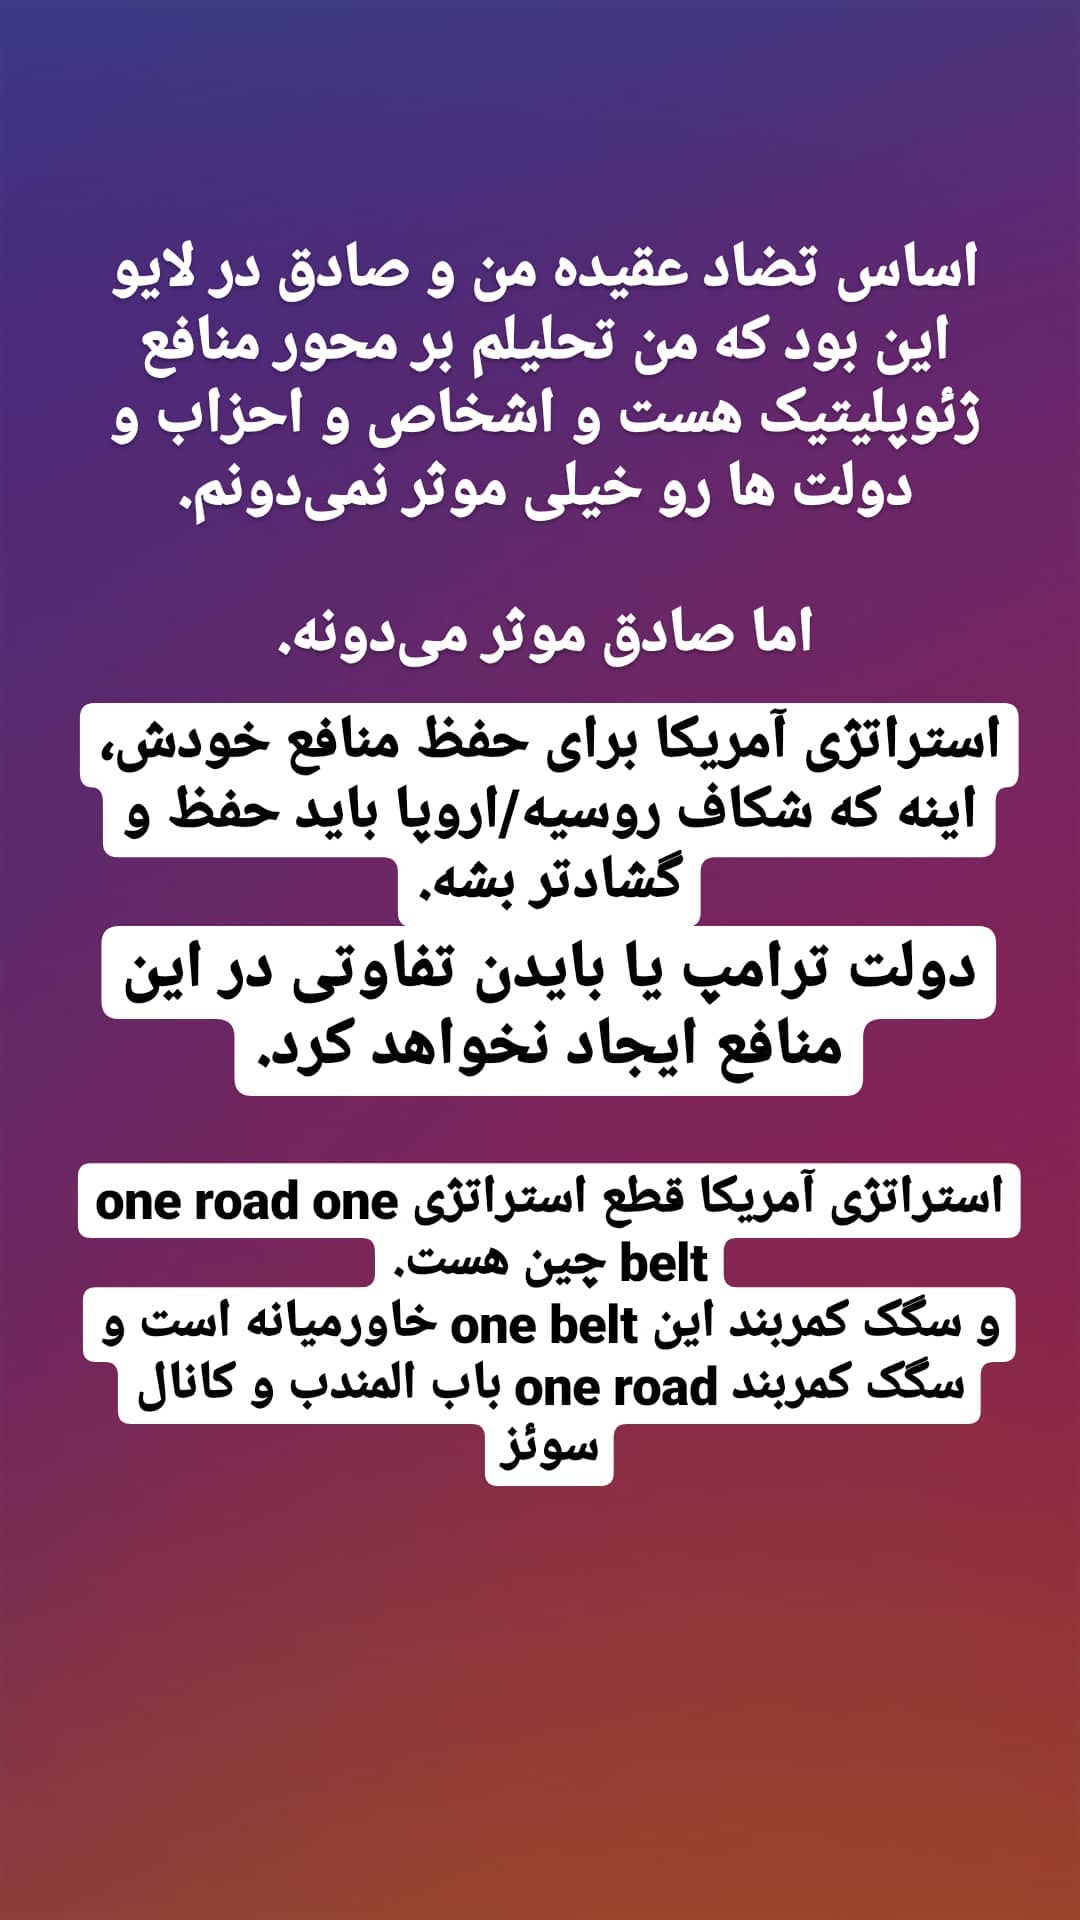 اساس تضاد عقیده من و صادق در لایو
این بود که من تحلیلم بر محور منافع
ژئوپلیتیک هست و اشخاص و احزاب و
دولت ها رو خیلی موثر نمی‌دونم.
اما صادق موثر می‌دونه.
استراتژی آمریکا برای حفظ منافع خودش،
اینه که شکاف روسیه/اروپا باید حفظ و
گشادتر بشه.
دولت ترامپ یا بایدن تفاوتی در این
منافع ایجاد نخواهد کرد.
استراتژی آمریکا قطع استراتژی one road one
belt چین هست.
و سگک کمربند این one belt خاورمیانه است و
سگک کمربند one road باب المندب و کانال
سوئز